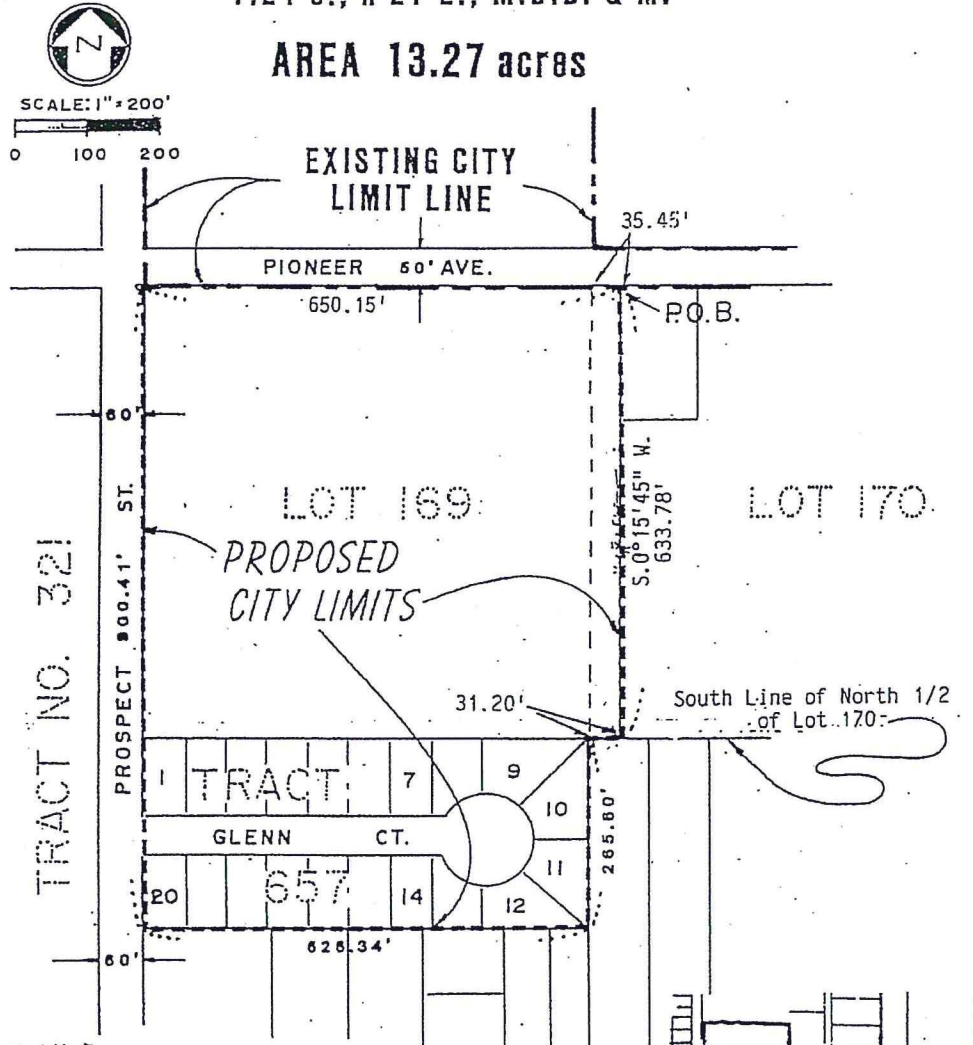 AREA 13.27 acres
N
SCALE: 1"=200'
0 100 200
EXISTING CITY
LIMIT LINE
35.45'
PIONEER 50' AVE.
650.15'
P.O.B.
60'
LOT 169
LOT 170
S.0°15'45" W.
633.78'
PROPOSED
CITY LIMITS
PROSPECT 900.41' ST.
TRACT NO. 321
31.20'
South Line of North 1/2
of Lot 170
1 TRACT 7 9
10
GLENN CT.
11
265.60'
20 657 14 12
626.34'
60'